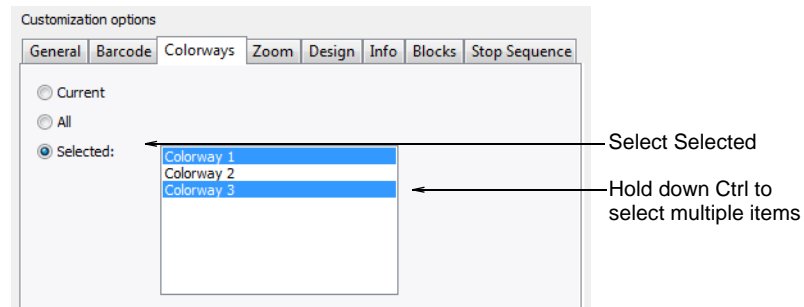 Customization options
General Barcode Colorways Zoom Design Info Blocks Stop Sequence
Current
All
Selected:
Colorway 1
Colorway 2
Colorway 3
Select Selected
Hold down Ctrl to
select multiple items